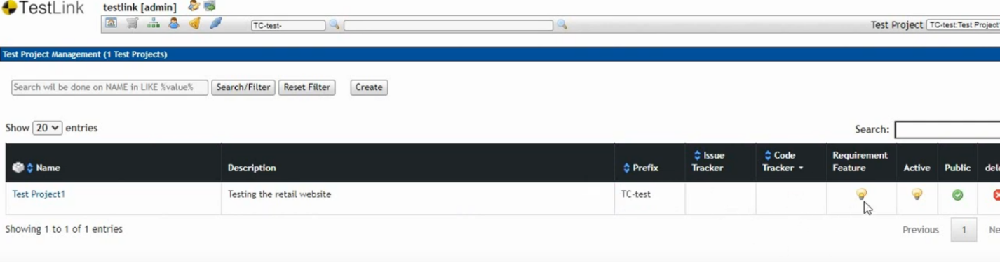 TestLink testlink [admin]
TC-test- Test Project TC-test:Test Project
Test Project Management (1 Test Projects)
Search wil be done on NAME in LIKE %value% Search/Filter Reset Filter Create
Show 20 entries
Search:
Name Description Prefix Issue Tracker Code Tracker Requirement Feature Active Public dele
Test Project1 Testing the retail website TC-test
Showing 1 to 1 of 1 entries
Previous 1 Ne